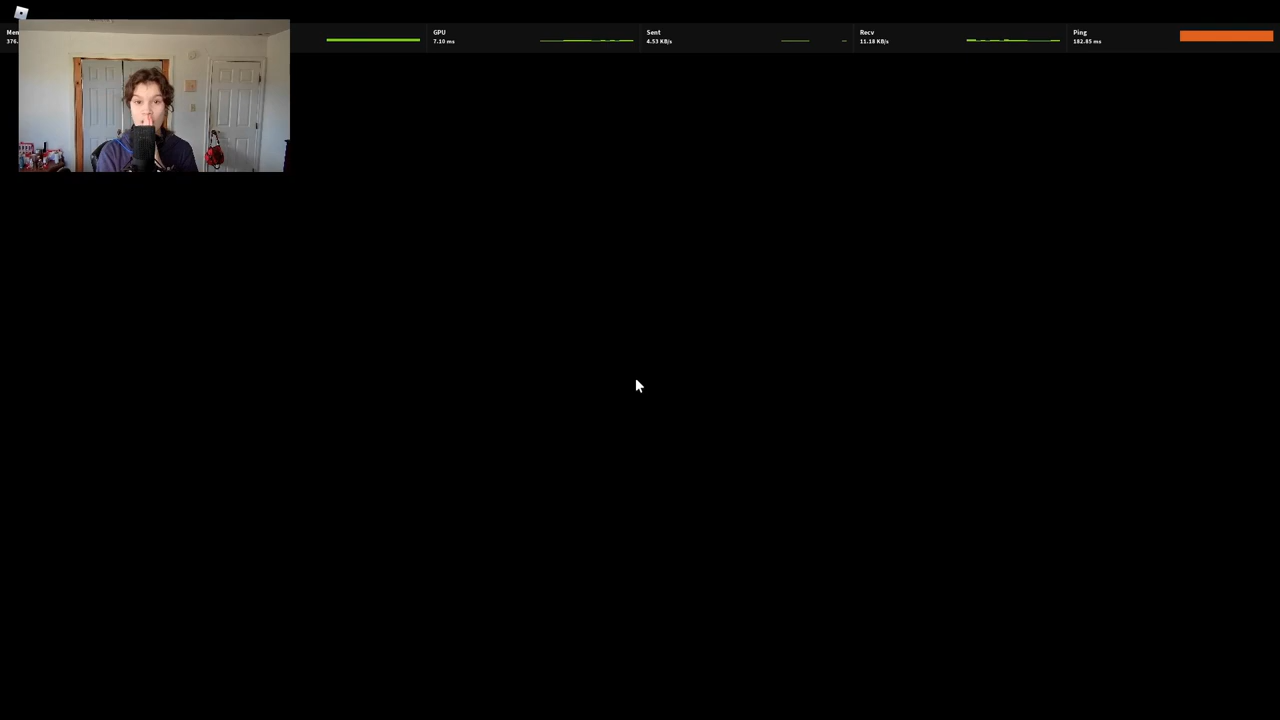 GPU
7.10 ms
Sent
4.53 KB/s
Recv
11.18 KB/s
Ping
182.85 ms